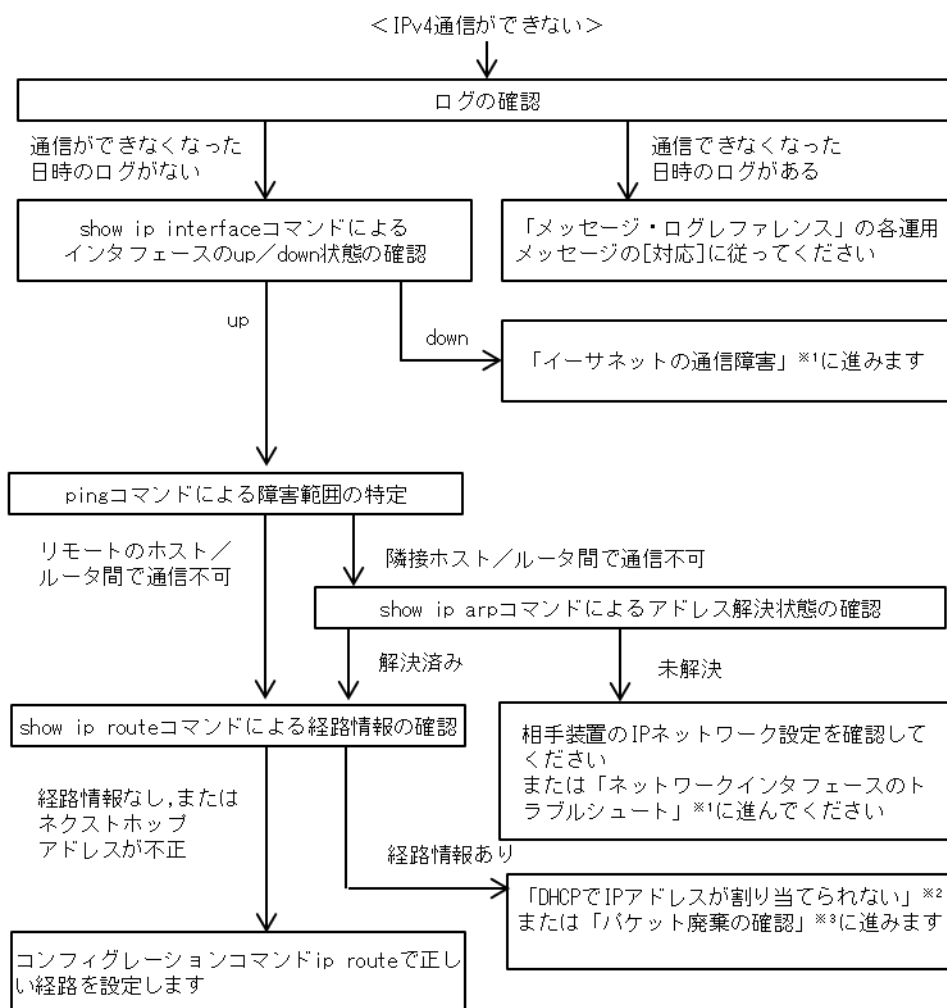 ＜IPv4通信ができない＞
ログの確認
通信ができなくなった
日時のログがない
通信できなくなった
日時のログがある
show ip interfaceコマンドによる
インタフェースのup／down状態の確認
「メッセージ・ログレファレンス」の各運用
メッセージの[対応]に従ってください
up
down
「イーサネットの通信障害」※1に進みます
pingコマンドによる障害範囲の特定
リモートのホスト／
ルータ間で通信不可
隣接ホスト／ルータ間で通信不可
show ip arpコマンドによるアドレス解決状態の確認
解決済み
未解決
show ip routeコマンドによる経路情報の確認
相手装置のIPネットワーク設定を確認して
ください
または「ネットワークインタフェースのト
ラブルシュート」※1に進んでください
経路情報なし,または
ネクストホップ
アドレスが不正
経路情報あり
「DHCPでIPアドレスが割り当てられない」※2
または「パケット廃棄の確認」※3に進みます
コンフィグレーションコマンドip routeで正し
い経路を設定します